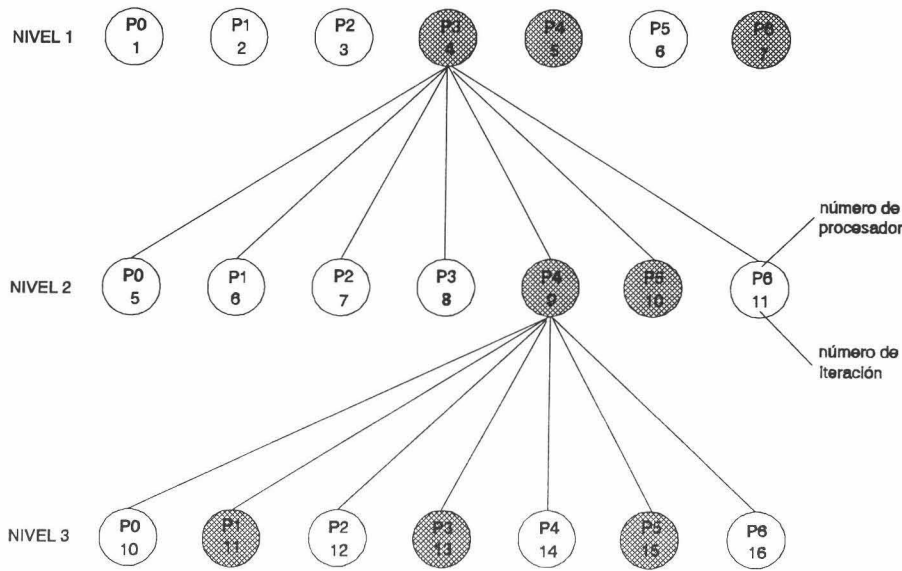 NIVEL 1
P0 P1 P2 P3 P4 P5 P6
1 2 3 4 5 6 7
número de
procesador
NIVEL 2
P0 P1 P2 P3 P4 P5 P6
5 6 7 8 9 10 11
número de
iteración
NIVEL 3
P0 P1 P2 P3 P4 P5 P6
10 11 12 13 14 15 16